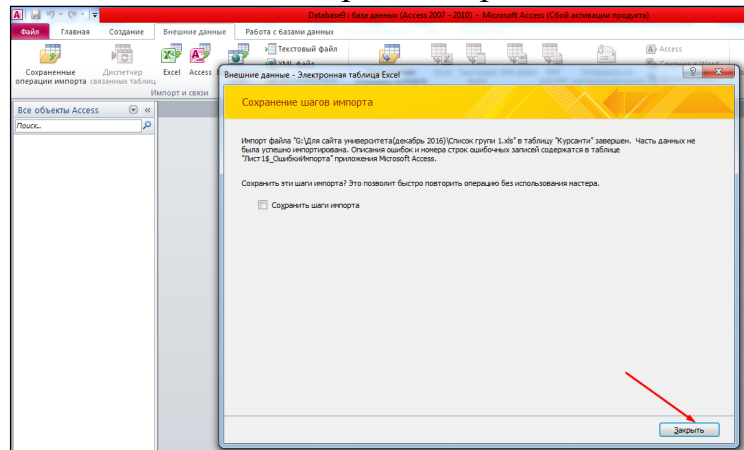 Database9 : база данных (Access 2007 - 2010) - Microsoft Access (Сбой активации продукта)
Файл Главная Создание Внешние данные Работа с базами данных
Текстовый файл
XML-файл
Access
Сохраненные операции импорта
Диспетчер связанных таблиц
Excel Access
Импорт и связи
Внешние данные - Электронная таблица Excel
Все объекты Access
Поиск...
Сохранение шагов импорта
Импорт файла "G:\Для сайта университета(декабрь 2016)\Список групи 1.xls" в таблицу "Курсанти" завершен. Часть данных не
была успешно импортирована. Описания ошибок и номера строк ошибочных записей содержатся в таблице
"Лист1$_ОшибкиИмпорта" приложения Microsoft Access.
Сохранить эти шаги импорта? Это позволит быстро повторить операцию без использования мастера.
Сохранить шаги импорта
Закрыть